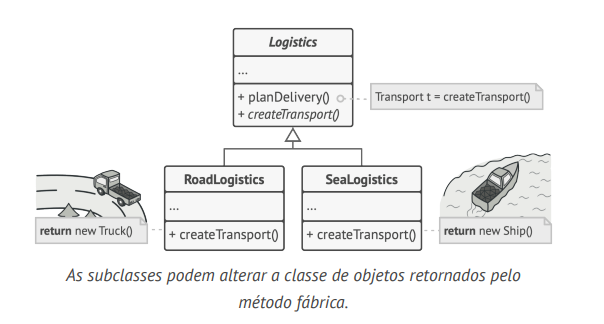 Logistics
...
+ planDelivery()
+ createTransport()
Transport t = createTransport()
RoadLogistics
...
+ createTransport()
SeaLogistics
...
+ createTransport()
return new Truck()
return new Ship()
As subclasses podem alterar a classe de objetos retornados pelo
método fábrica.